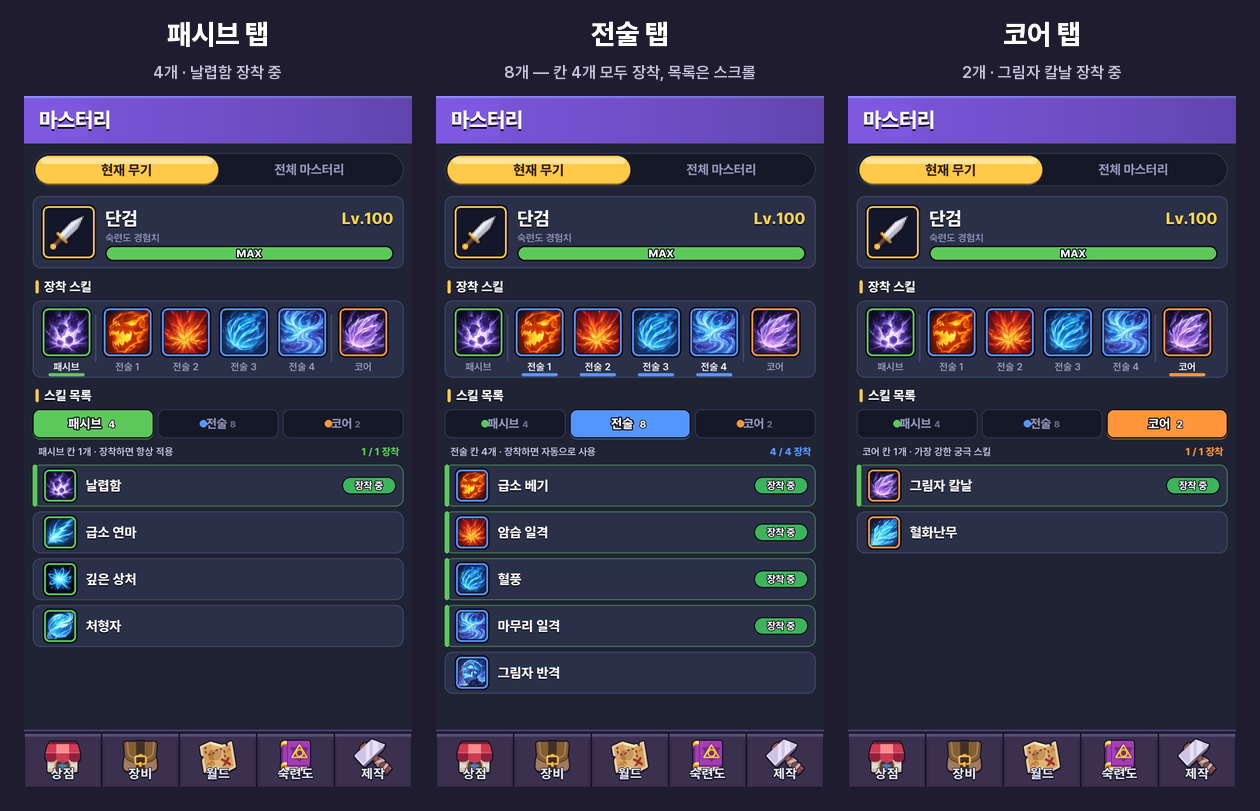 패시브 탭
4개 · 날렵함 장착 중
마스터리
현재 무기
전체 마스터리
단검
Lv.100
숙련도 경험치
MAX
장착 스킬
패시브
전술 1
전술 2
전술 3
전술 4
코어
스킬 목록
패시브 4
전술 8
코어 2
패시브 칸 1개 · 장착하면 항상 적용
1 / 1 장착
날렵함
장착 중
급소 연마
깊은 상처
처형자
상점
장비
월드
숙련도
제작
전술 탭
8개 — 칸 4개 모두 장착, 목록은 스크롤
마스터리
현재 무기
전체 마스터리
단검
Lv.100
숙련도 경험치
MAX
장착 스킬
패시브
전술 1
전술 2
전술 3
전술 4
코어
스킬 목록
패시브 4
전술 8
코어 2
전술 칸 4개 · 장착하면 자동으로 사용
4 / 4 장착
급소 베기
장착 중
암습 일격
장착 중
혈풍
장착 중
마무리 일격
장착 중
그림자 반격
상점
장비
월드
숙련도
제작
코어 탭
2개 · 그림자 칼날 장착 중
마스터리
현재 무기
전체 마스터리
단검
Lv.100
숙련도 경험치
MAX
장착 스킬
패시브
전술 1
전술 2
전술 3
전술 4
코어
스킬 목록
패시브 4
전술 8
코어 2
코어 칸 1개 · 가장 강한 궁극 스킬
1 / 1 장착
그림자 칼날
장착 중
혈화난무
상점
장비
월드
숙련도
제작